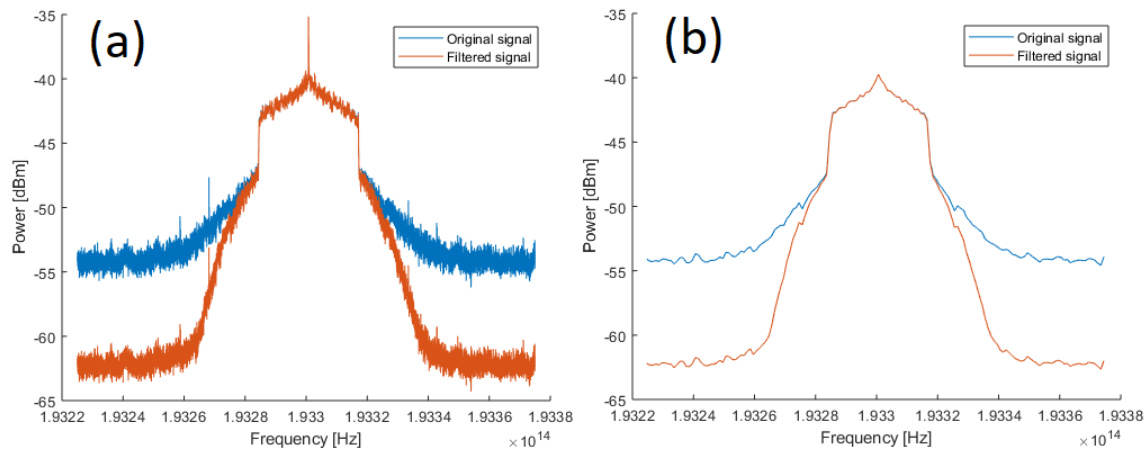 (a)
Original signal
Filtered signal
-35
-40
-45
-50
-55
-60
-65
Power [dBm]
1.9322 1.9324 1.9326 1.9328 1.933 1.9332 1.9334 1.9336 1.9338
Frequency [Hz]
×10^14
(b)
Original signal
Filtered signal
-35
-40
-45
-50
-55
-60
-65
Power [dBm]
1.9322 1.9324 1.9326 1.9328 1.933 1.9332 1.9334 1.9336 1.9338
Frequency [Hz]
×10^14